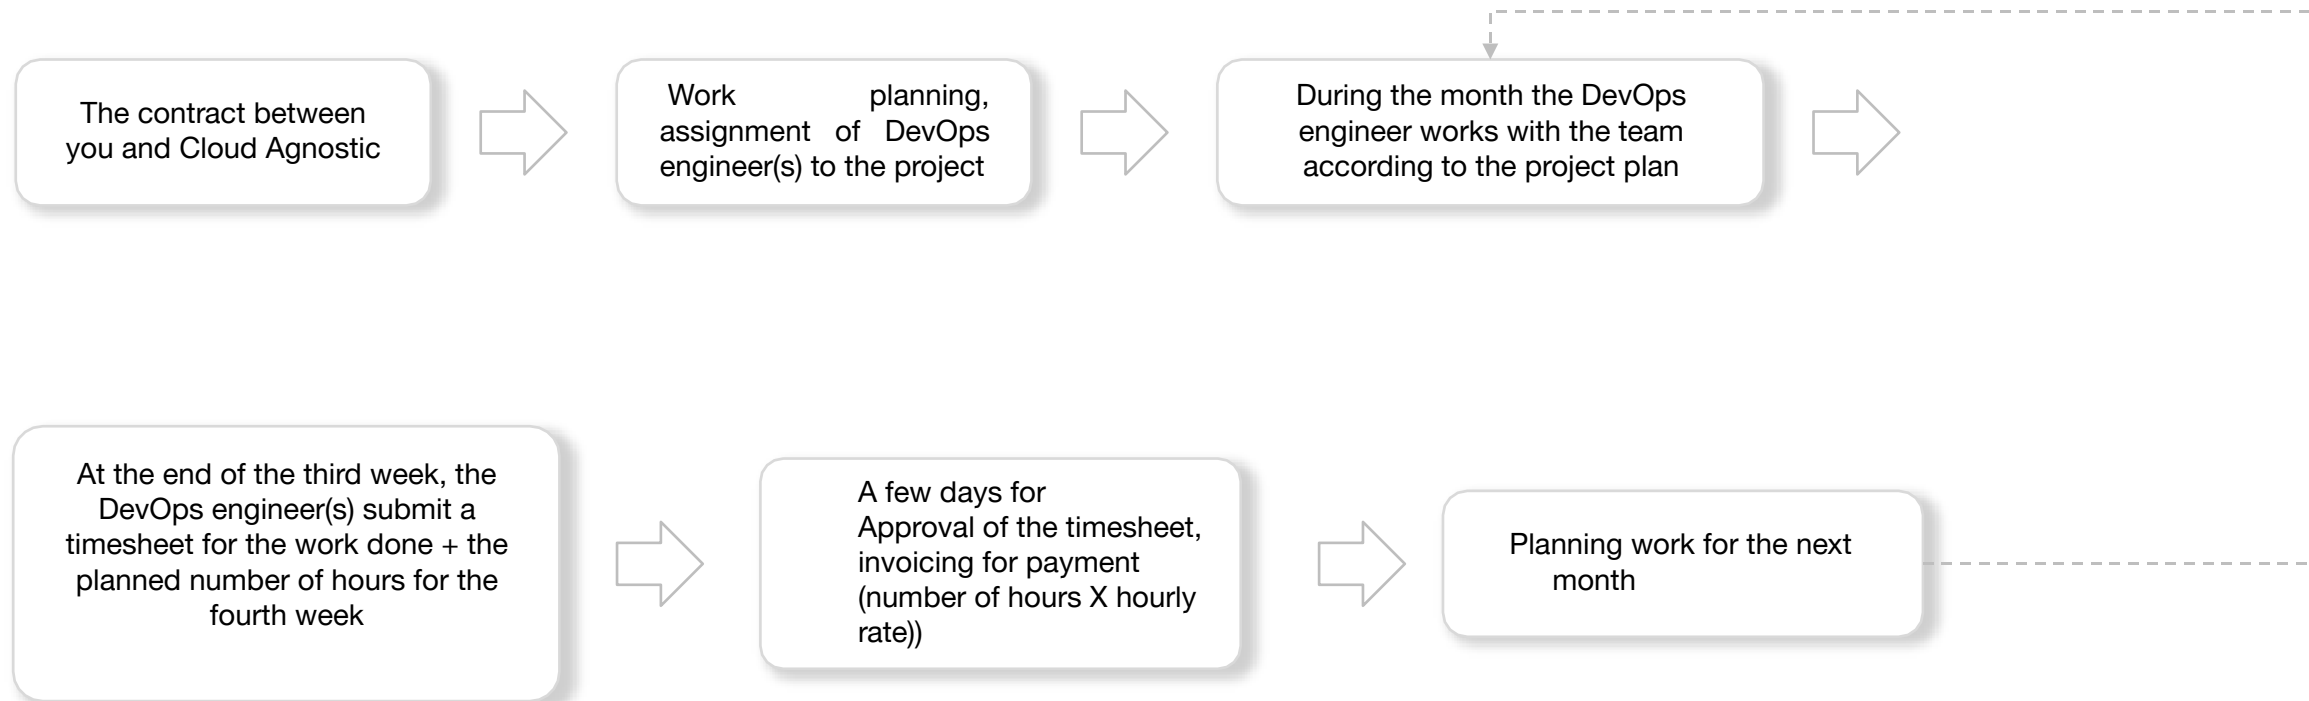 The contract between
you and Cloud Agnostic
Work planning,
assignment of DevOps
engineer(s) to the project
During the month the DevOps
engineer works with the team
according to the project plan
At the end of the third week, the
DevOps engineer(s) submit a
timesheet for the work done + the
planned number of hours for the
fourth week
A few days for
Approval of the timesheet,
invoicing for payment
(number of hours X hourly
rate))
Planning work for the next
month